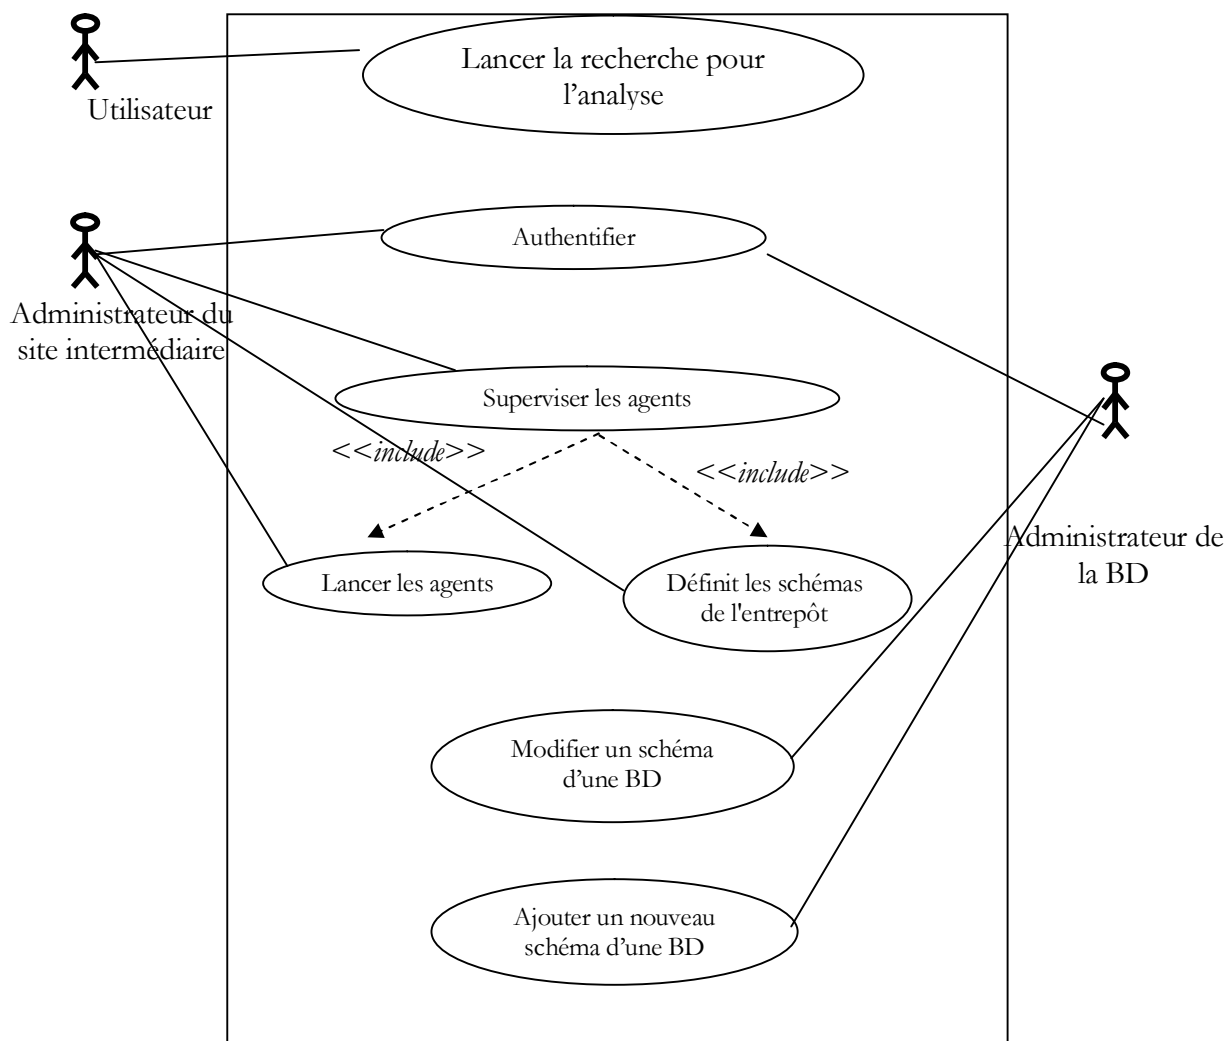 Lancer la recherche pour
l’analyse
Utilisateur
Authentifier
Administrateur du
site intermédiaire
Superviser les agents
<<include>>
<<include>>
Administrateur de
la BD
Lancer les agents
Définit les schémas
de l'entrepôt
Modifier un schéma
d’une BD
Ajouter un nouveau
schéma d’une BD